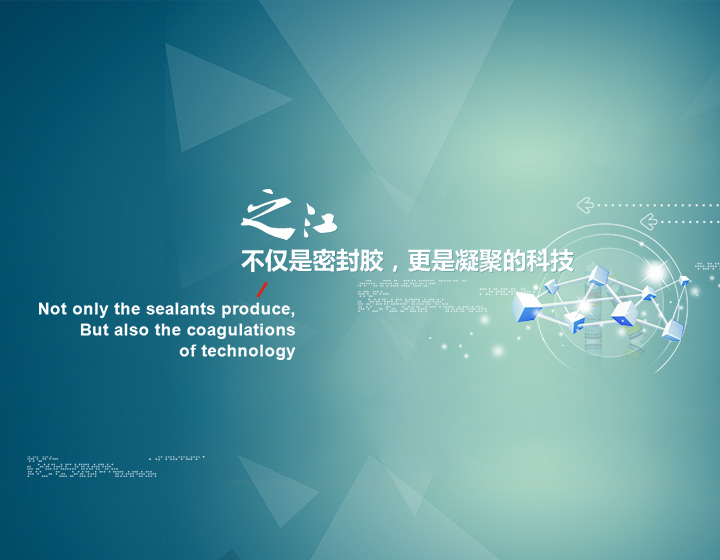 之江
不仅是密封胶，更是凝聚的科技
Not only the sealants produce,
But also the coagulations
of technology